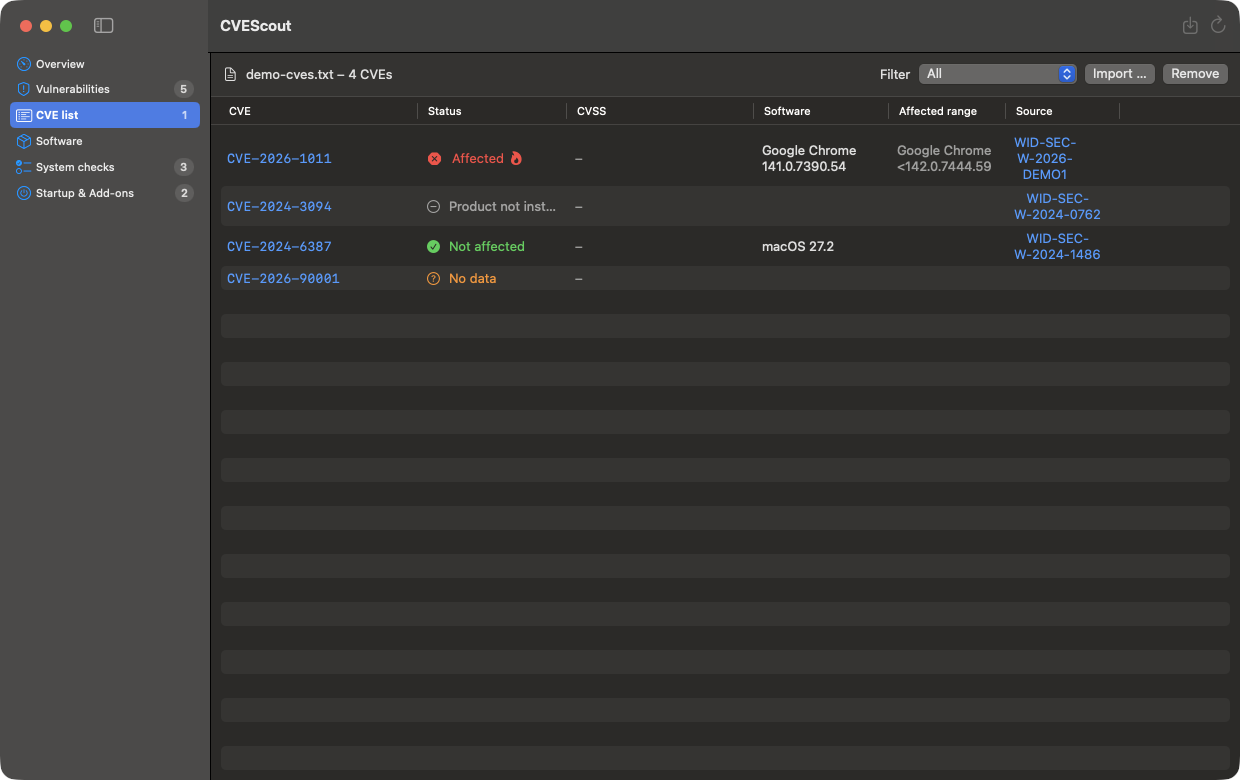 CVEScout
Overview
Vulnerabilities 5
CVE list 1
Software
System checks 3
Startup & Add-ons 2
demo-cves.txt – 4 CVEs
Filter All Import ... Remove
CVE Status CVSS Software Affected range Source
CVE-2026-1011 Affected – Google Chrome 141.0.7390.54 Google Chrome <142.0.7444.59 WID-SEC-W-2026-DEMO1
CVE-2024-3094 Product not inst... – WID-SEC-W-2024-0762
CVE-2024-6387 Not affected – macOS 27.2 WID-SEC-W-2024-1486
CVE-2026-90001 No data –